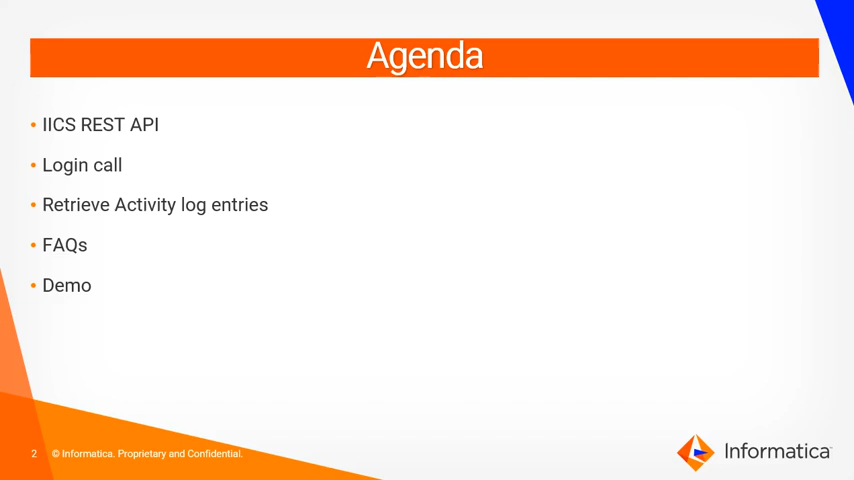 Agenda
• IICS REST API
• Login call
• Retrieve Activity log entries
• FAQs
• Demo
2 © Informatica. Proprietary and Confidential.
Informatica